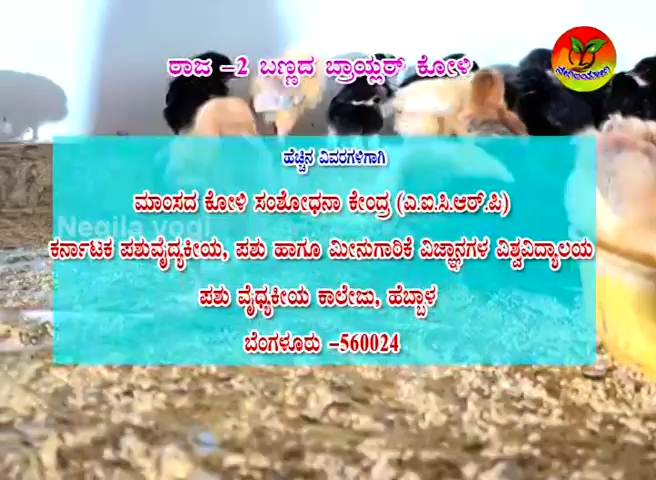 ರಾಜ -2 ಬಣ್ಣದ ಬ್ರಾಯ್ಲರ್ ಕೋಳಿ
ನೇಗಿಲಯೋಗಿ
ಹೆಚ್ಚಿನ ವಿವರಗಳಿಗಾಗಿ
ಮಾಂಸದ ಕೋಳಿ ಸಂಶೋಧನಾ ಕೇಂದ್ರ (ಎ.ಐ.ಸಿ.ಆರ್.ಪಿ)
Negila yogi
ಕರ್ನಾಟಕ ಪಶುವೈದ್ಯಕೀಯ, ಪಶು ಹಾಗೂ ಮೀನುಗಾರಿಕೆ ವಿಜ್ಞಾನಗಳ ವಿಶ್ವವಿದ್ಯಾಲಯ
ಪಶು ವೈಧ್ಯಕೀಯ ಕಾಲೇಜು, ಹೆಬ್ಬಾಳ
ಬೆಂಗಳೂರು -560024